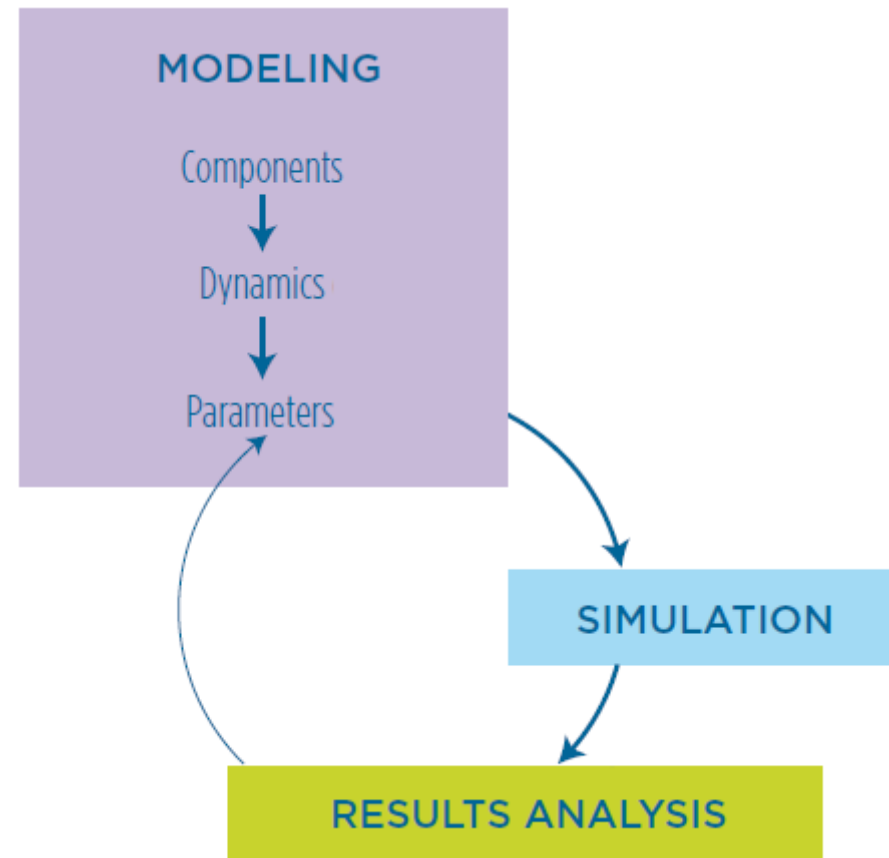 MODELING
Components
Dynamics
Parameters
SIMULATION
RESULTS ANALYSIS